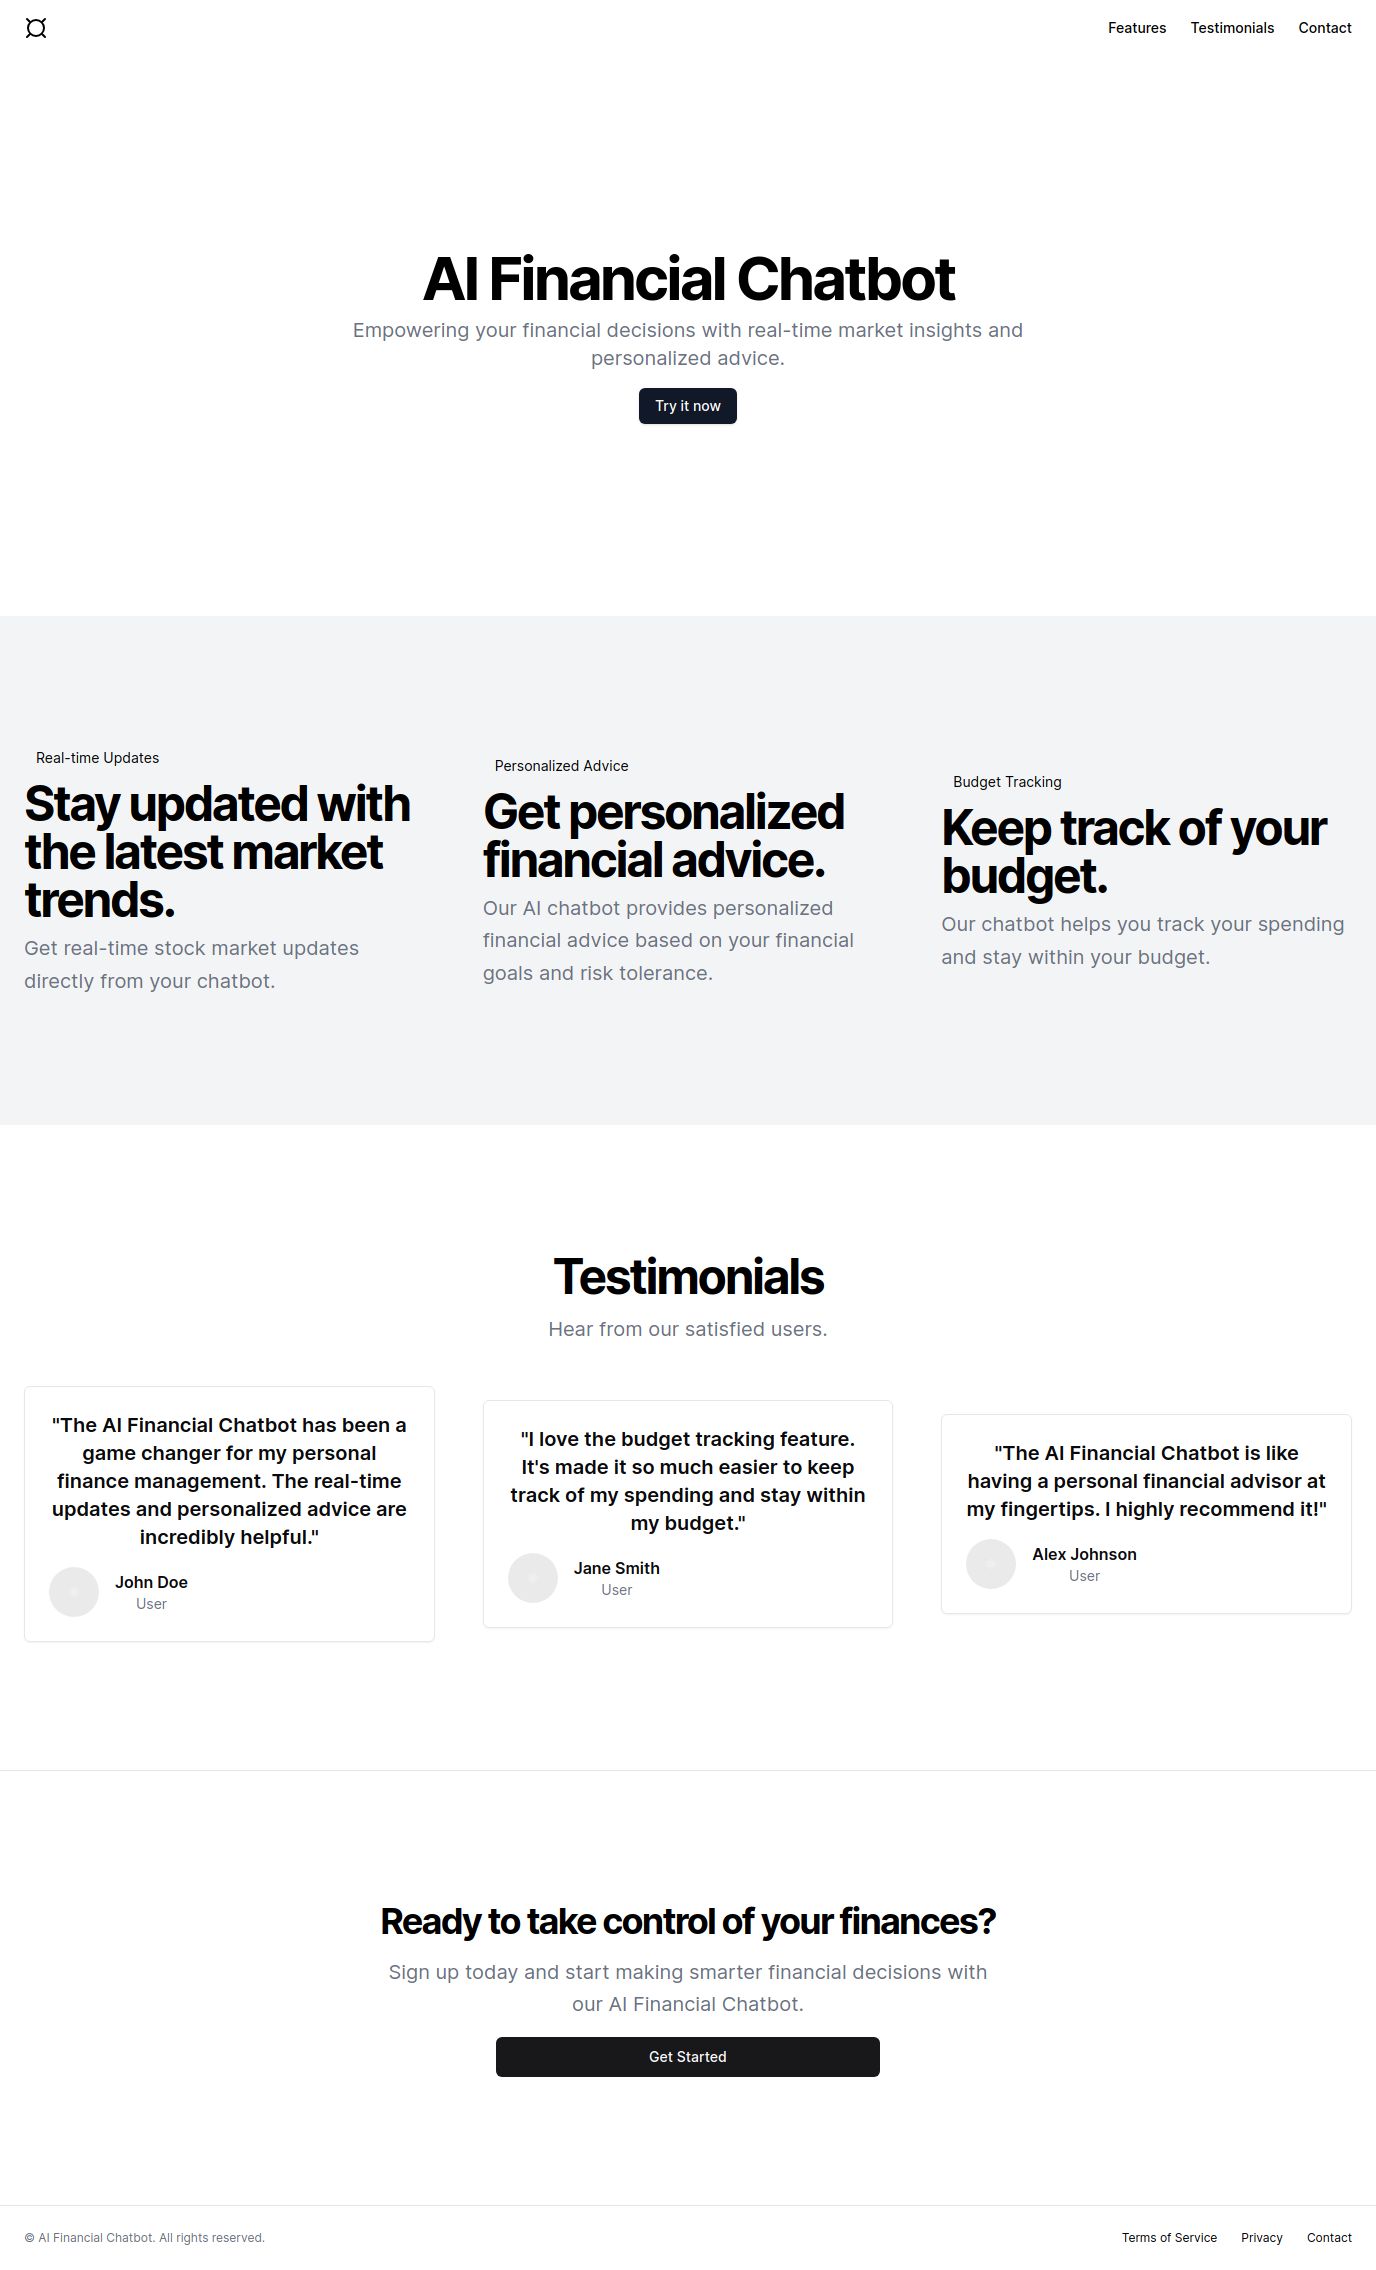 Features Testimonials Contact
AI Financial Chatbot
Empowering your financial decisions with real-time market insights and
personalized advice.
Try it now
Real-time Updates
Stay updated with
the latest market
trends.
Get real-time stock market updates
directly from your chatbot.
Personalized Advice
Get personalized
financial advice.
Our AI chatbot provides personalized
financial advice based on your financial
goals and risk tolerance.
Budget Tracking
Keep track of your
budget.
Our chatbot helps you track your spending
and stay within your budget.
Testimonials
Hear from our satisfied users.
"The AI Financial Chatbot has been a
game changer for my personal
finance management. The real-time
updates and personalized advice are
incredibly helpful."
John Doe
User
"I love the budget tracking feature.
It's made it so much easier to keep
track of my spending and stay within
my budget."
Jane Smith
User
"The AI Financial Chatbot is like
having a personal financial advisor at
my fingertips. I highly recommend it!"
Alex Johnson
User
Ready to take control of your finances?
Sign up today and start making smarter financial decisions with
our AI Financial Chatbot.
Get Started
© AI Financial Chatbot. All rights reserved.
Terms of Service Privacy Contact